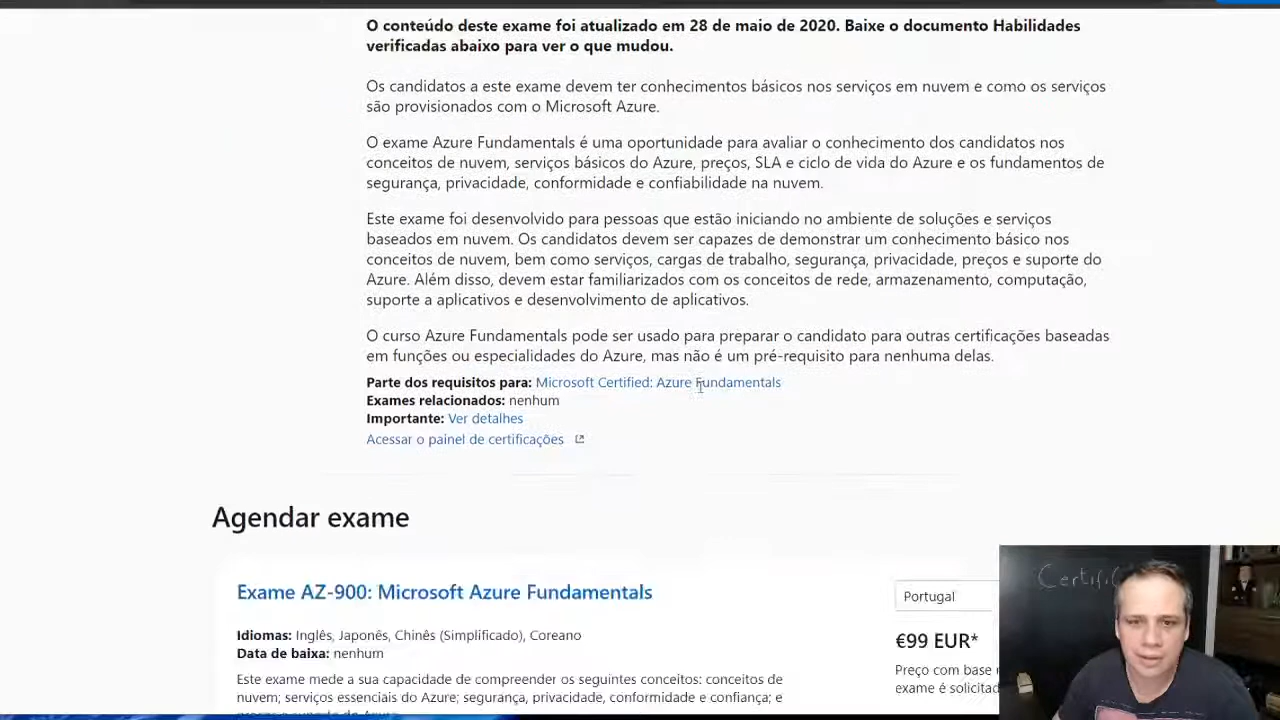 O conteúdo deste exame foi atualizado em 28 de maio de 2020. Baixe o documento Habilidades
verificadas abaixo para ver o que mudou.
Os candidatos a este exame devem ter conhecimentos básicos nos serviços em nuvem e como os serviços
são provisionados com o Microsoft Azure.
O exame Azure Fundamentals é uma oportunidade para avaliar o conhecimento dos candidatos nos
conceitos de nuvem, serviços básicos do Azure, preços, SLA e ciclo de vida do Azure e os fundamentos de
segurança, privacidade, conformidade e confiabilidade na nuvem.
Este exame foi desenvolvido para pessoas que estão iniciando no ambiente de soluções e serviços
baseados em nuvem. Os candidatos devem ser capazes de demonstrar um conhecimento básico nos
conceitos de nuvem, bem como serviços, cargas de trabalho, segurança, privacidade, preços e suporte do
Azure. Além disso, devem estar familiarizados com os conceitos de rede, armazenamento, computação,
suporte a aplicativos e desenvolvimento de aplicativos.
O curso Azure Fundamentals pode ser usado para preparar o candidato para outras certificações baseadas
em funções ou especialidades do Azure, mas não é um pré-requisito para nenhuma delas.
Parte dos requisitos para: Microsoft Certified: Azure Fundamentals
Exames relacionados: nenhum
Importante: Ver detalhes
Acessar o painel de certificações
Agendar exame
Exame AZ-900: Microsoft Azure Fundamentals
Portugal
Idiomas: Inglês, Japonês, Chinês (Simplificado), Coreano
€99 EUR*
Data de baixa: nenhum
Preço com base
Este exame mede a sua capacidade de compreender os seguintes conceitos: conceitos de
exame é
nuvem; serviços essenciais do Azure; segurança, privacidade, conformidade e confiança; e